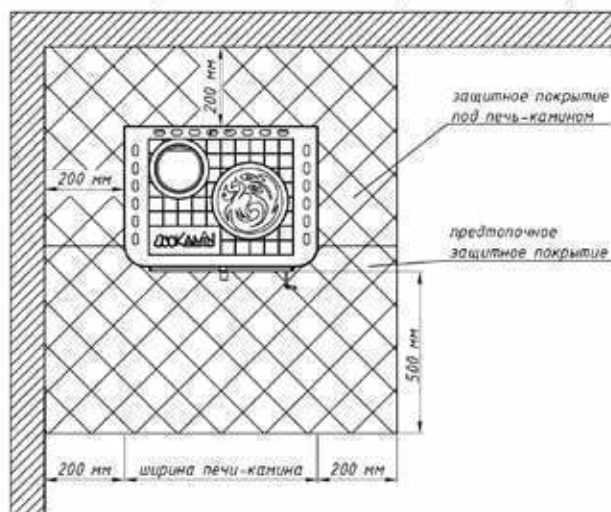 200 мм
защитное покрытие
под печь-камином
200 мм
предтопочное
защитное покрытие
500 мм
200 мм
ширина печи-камина
200 мм